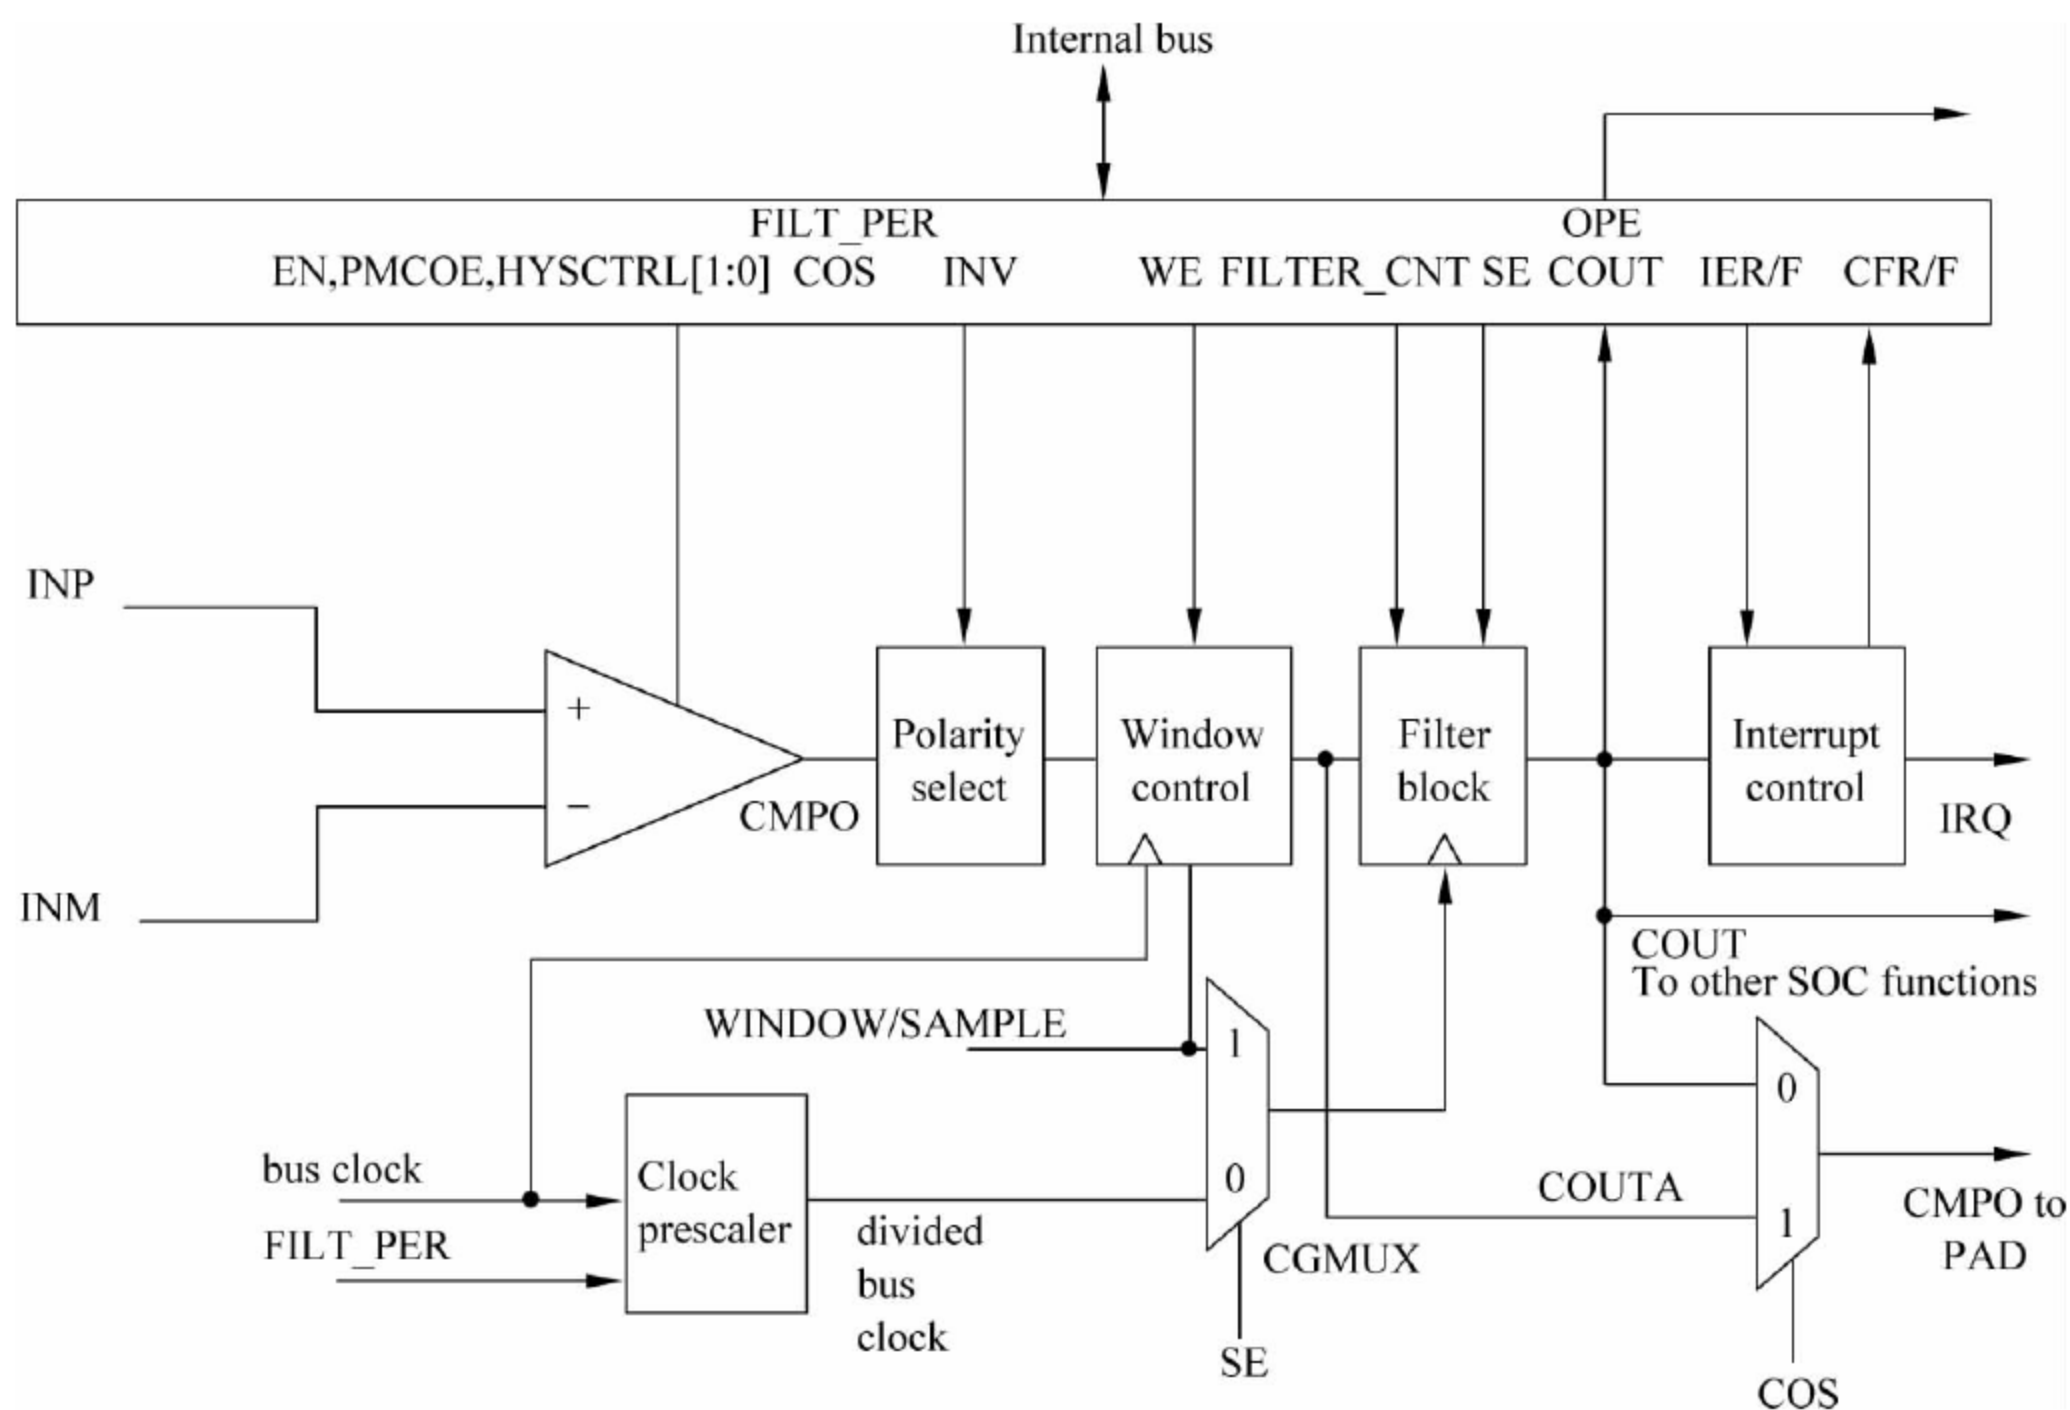 Internal bus
FILT_PER OPE
EN,PMCOE,HYSCTRL[1:0] COS INV WE FILTER_CNT SE COUT IER/F CFR/F
INP
+
Polarity
select
Window
control
Filter
block
Interrupt
control
−
CMPO
IRQ
INM
COUT
To other SOC functions
WINDOW/SAMPLE
1
0
0
1
bus clock
FILT_PER
Clock
prescaler
divided
bus
clock
CGMUX
SE
COUTA
CMPO to
PAD
COS